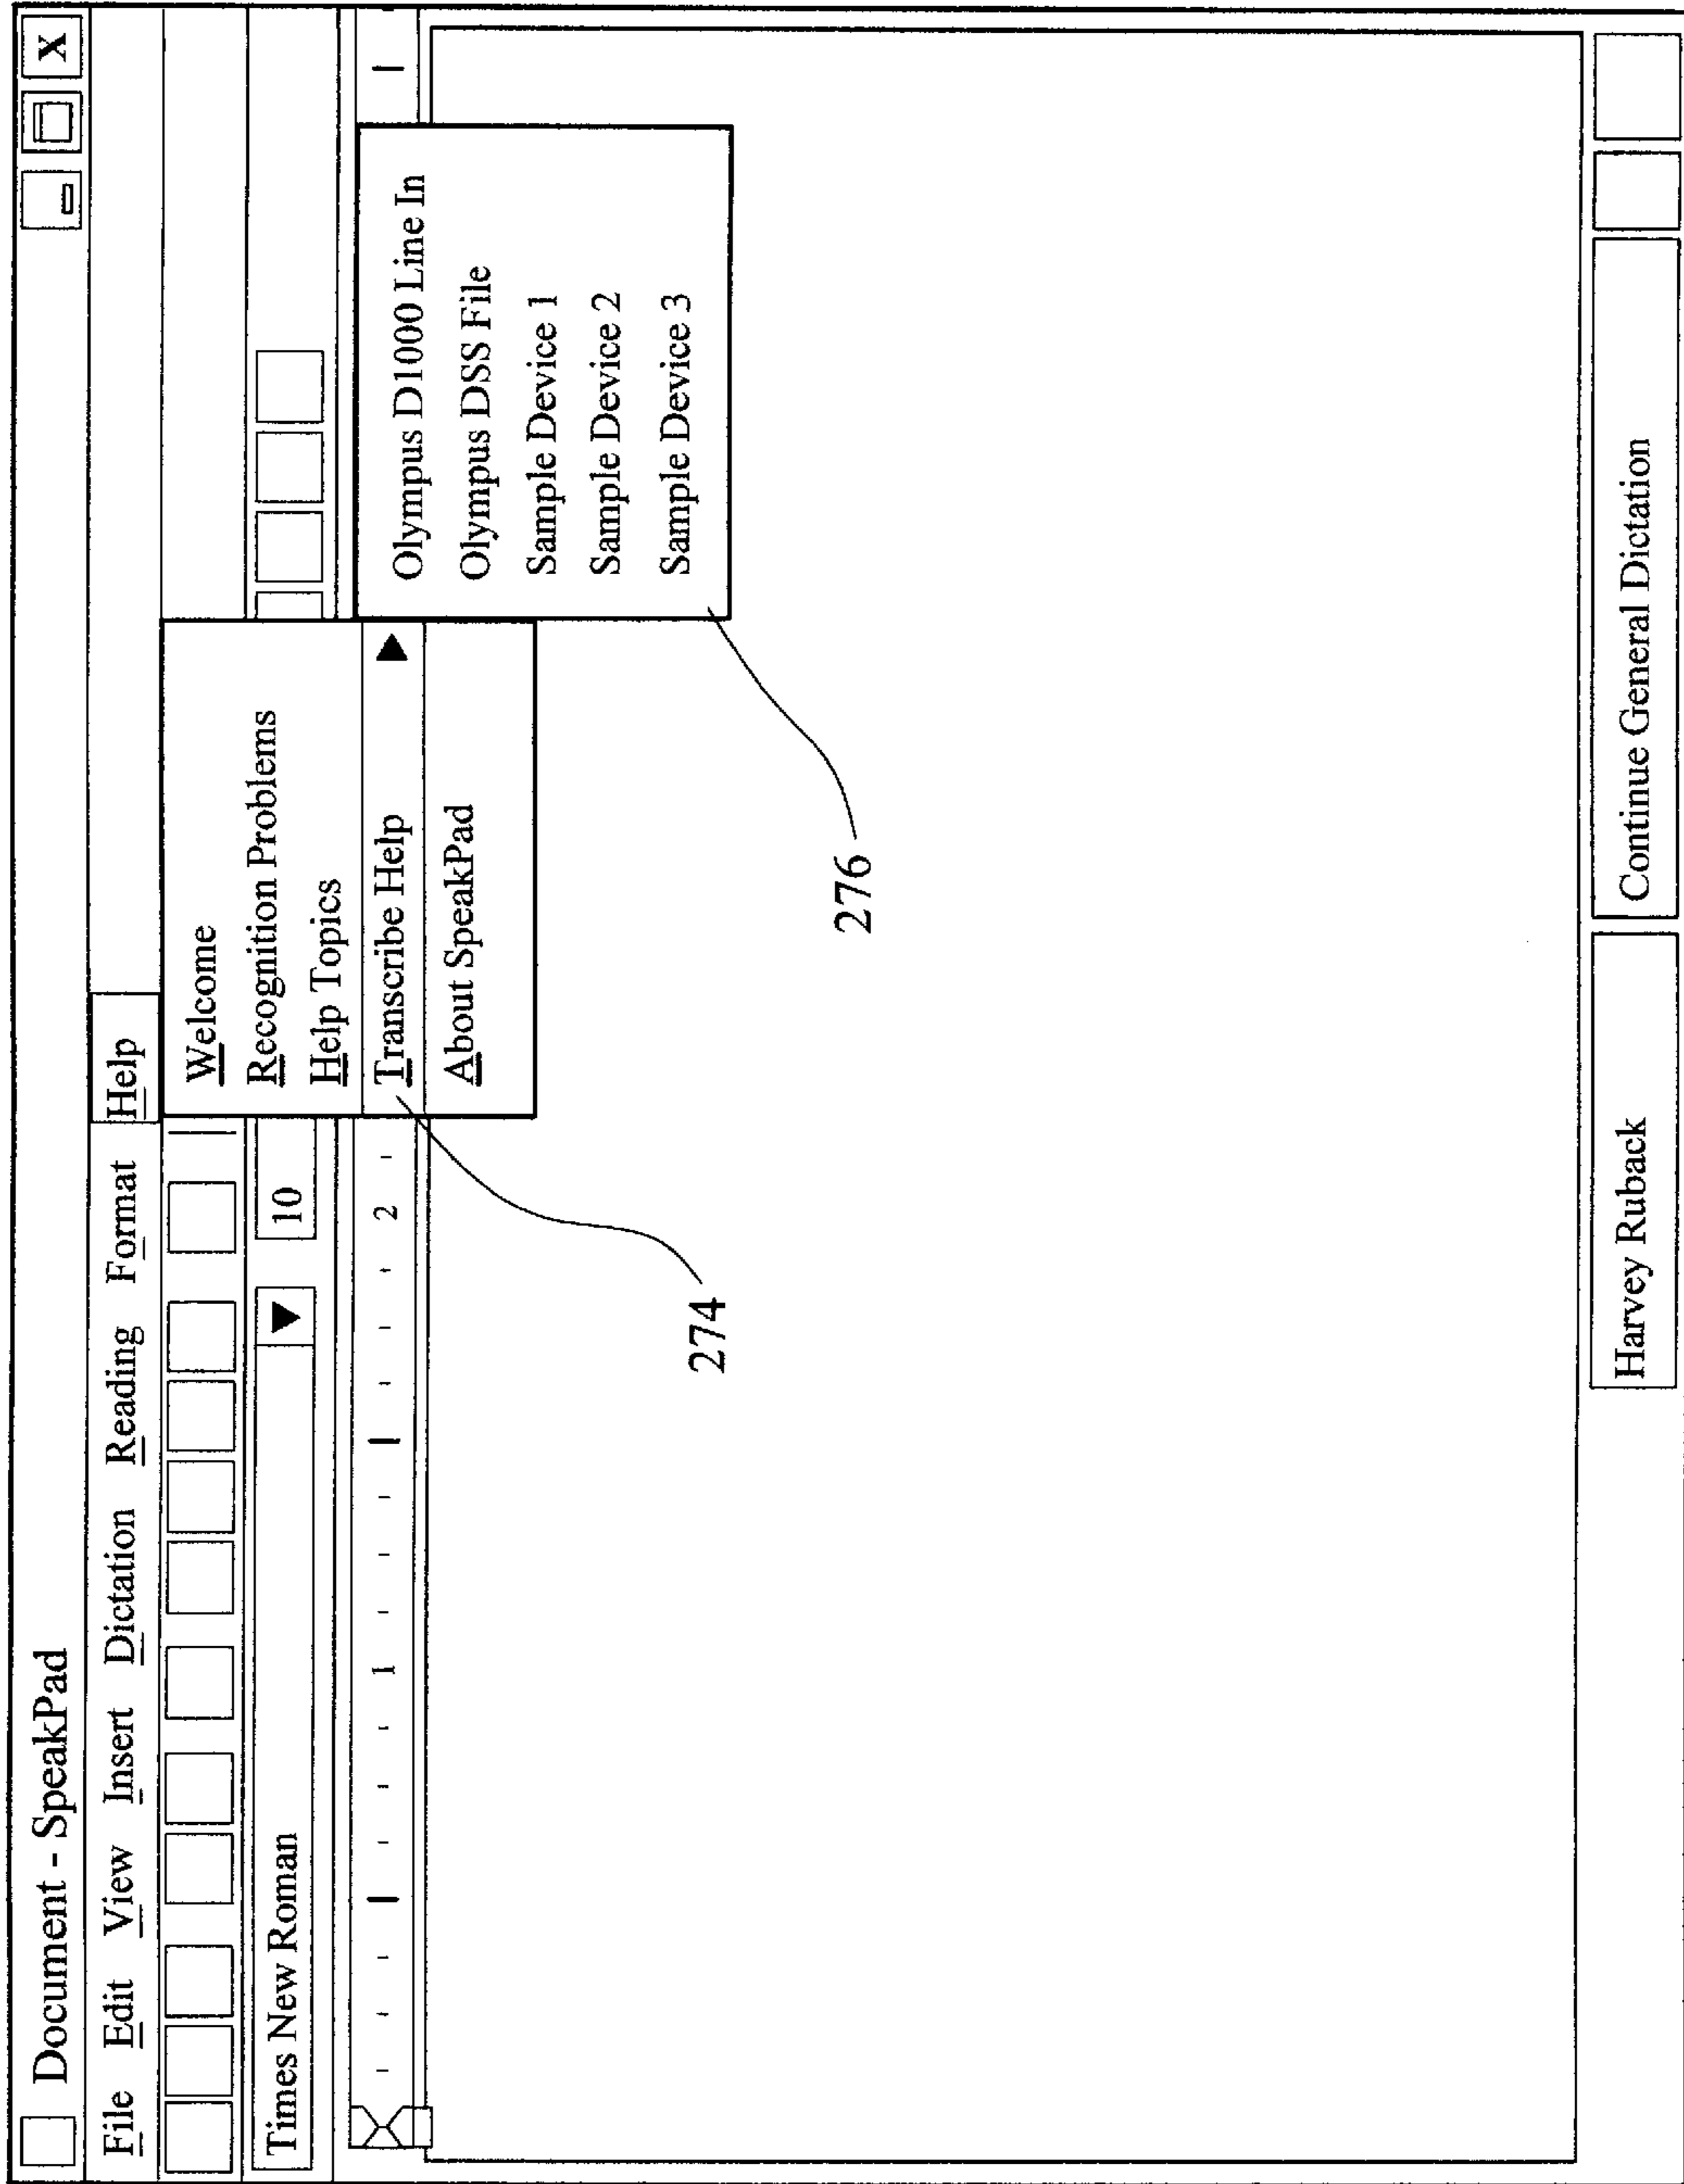 Document - SpeakPad
X
File Edit View Insert Dictation Reading Format Help
Times New Roman
10
1
2
Welcome
Recognition Problems
Help Topics
Transcribe Help
About SpeakPad
Olympus D1000 Line In
Olympus DSS File
Sample Device 1
Sample Device 2
Sample Device 3
274
276
Harvey Ruback
Continue General Dictation